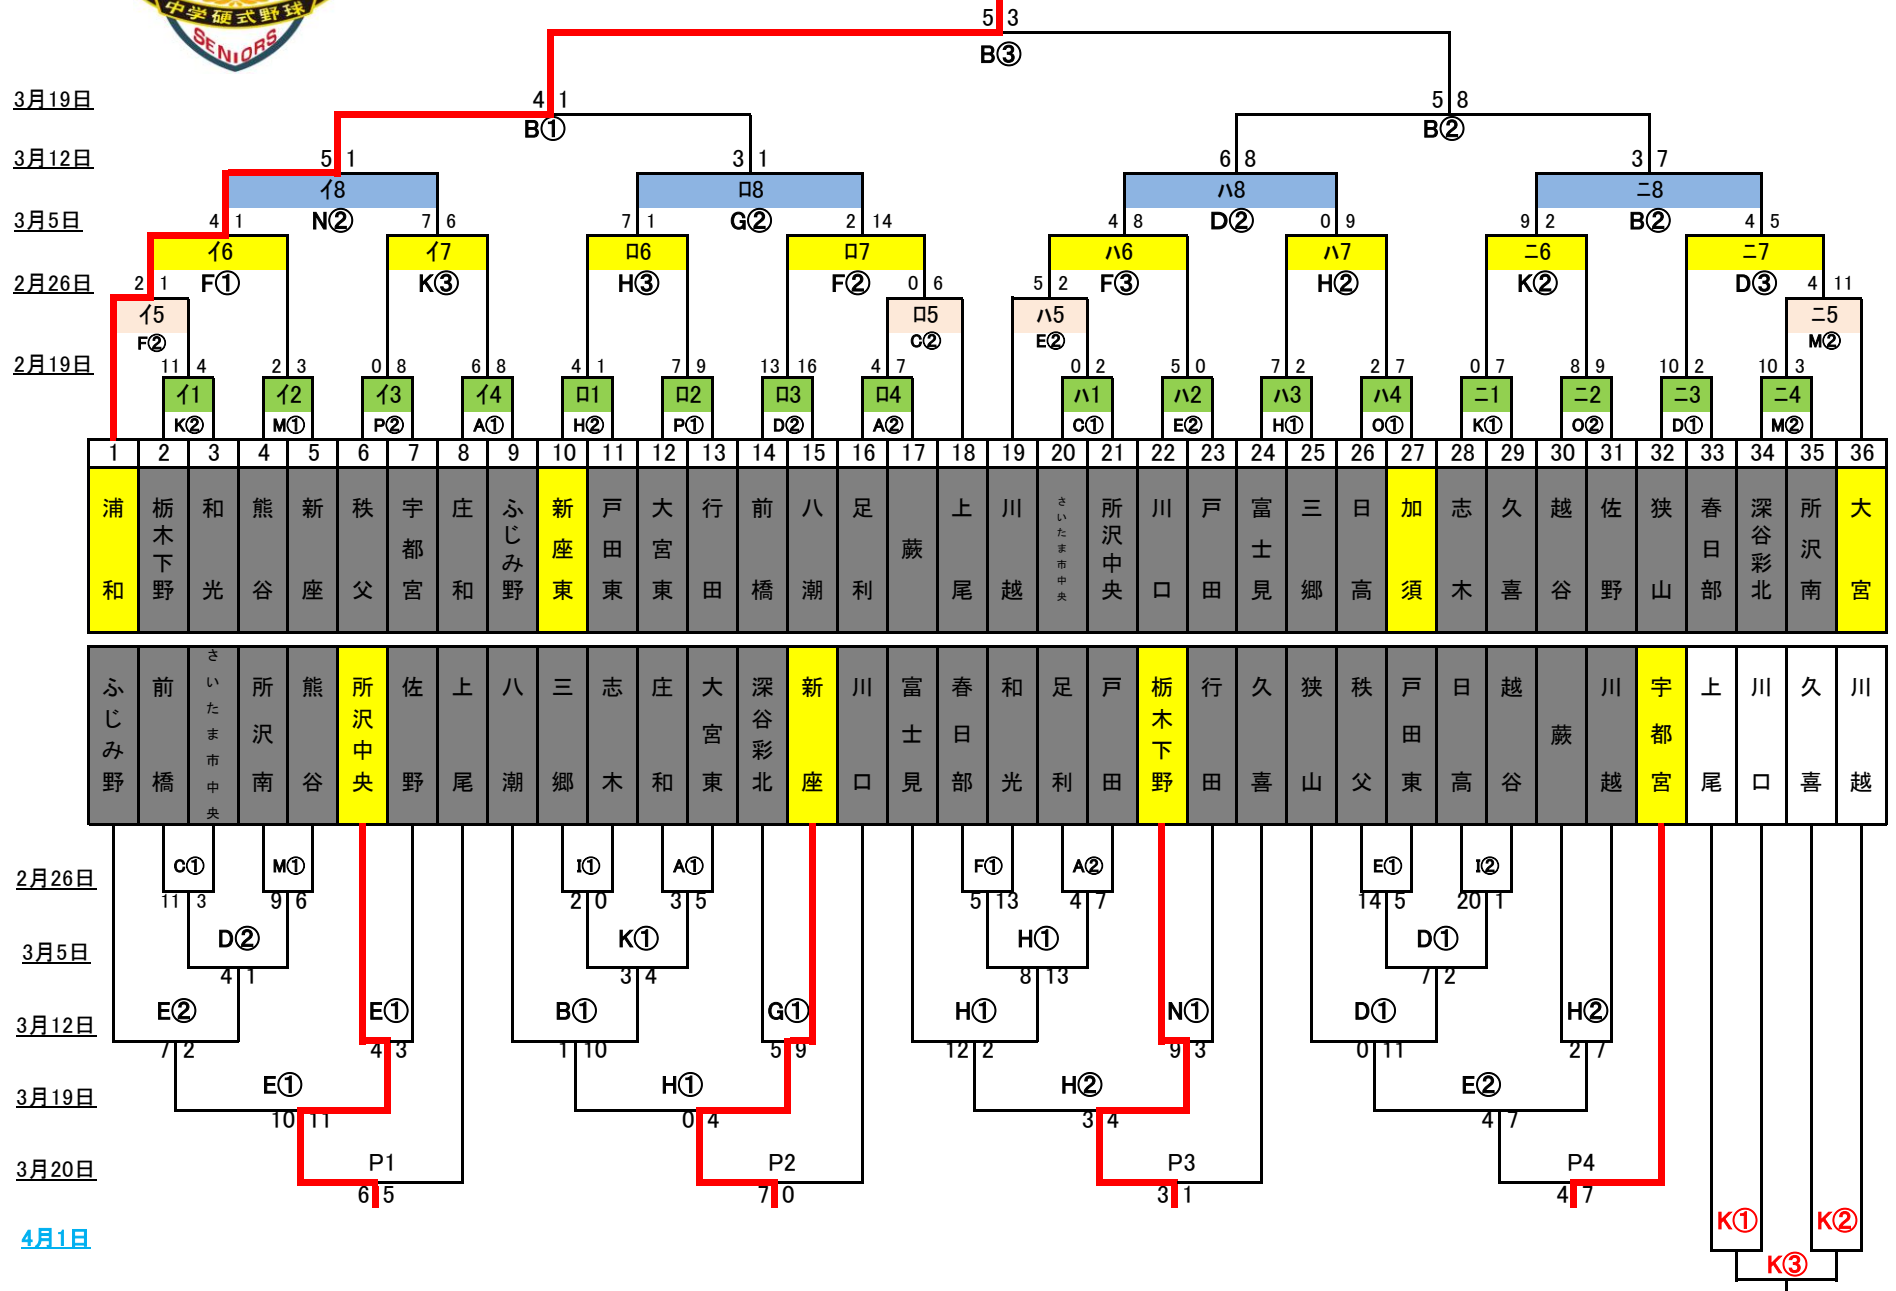 中学硬式野球
SENIORS
5 3
B③
3月19日 4 1 5 8
B① B②
3月12日 5 1 3 1 6 8 3 7
イ8 ロ8 ハ8 ニ8
3月5日 4 1 N② 7 6 7 1 G② 2 14 4 8 D② 0 9 9 2 B② 4 5
イ6 イ7 ロ6 ロ7 ハ6 ハ7 ニ6 ニ7
2月26日 2 1 F① K③ H③ F② 0 6 5 2 F③ H② K② D③ 4 11
イ5 ロ5 ハ5 ニ5
F② C② E② M②
2月19日 11 4 2 3 0 8 6 8 4 1 7 9 13 16 4 7 0 2 5 0 7 2 2 7 0 7 8 9 10 2 10 3
イ1 イ2 イ3 イ4 ロ1 ロ2 ロ3 ロ4 ハ1 ハ2 ハ3 ハ4 ニ1 ニ2 ニ3 ニ4
K② M① P② A① H② P① D② A② C① E② H① O① K① O② D① M②
1 2 3 4 5 6 7 8 9 10 11 12 13 14 15 16 17 18 19 20 21 22 23 24 25 26 27 28 29 30 31 32 33 34 35 36
浦和 栃木下野 和光 熊谷 新座 秩父 宇都宮 庄和 ふじみ野 新座東 戸田東 大宮東 行田 前橋 八潮 足利 蕨 上尾 川越 さいたま市中央 所沢中央 川口 戸田 富士見 三郷 日高 加須 志木 久喜 越谷 佐野 狭山 春日部 深谷彩北 所沢南 大宮
ふじみ野 前橋 さいたま市中央 所沢南 熊谷 所沢中央 佐野 上尾 八潮 三郷 志木 庄和 大宮東 深谷彩北 新座 川口 富士見 春日部 和光 足利 戸田 栃木下野 行田 久喜 狭山 秩父 戸田東 日高 越谷 蕨 川越 宇都宮 上尾 川口 久喜 川越
C① M① I① A① F① A② E① I②
2月26日 11 3 9 6 2 0 3 5 5 13 4 7 14 5 20 1
D② K① H① D①
3月5日 4 1 3 4 8 13 7 2
E② E① B① G① H① N① D① H②
3月12日 7 2 4 3 1 10 5 9 12 2 9 3 0 11 2 7
E① H① H② E②
3月19日 10 11 0 4 3 4 4 7
P1 P2 P3 P4
3月20日 6 5 7 0 3 1 4 7
K① K②
4月1日
K③